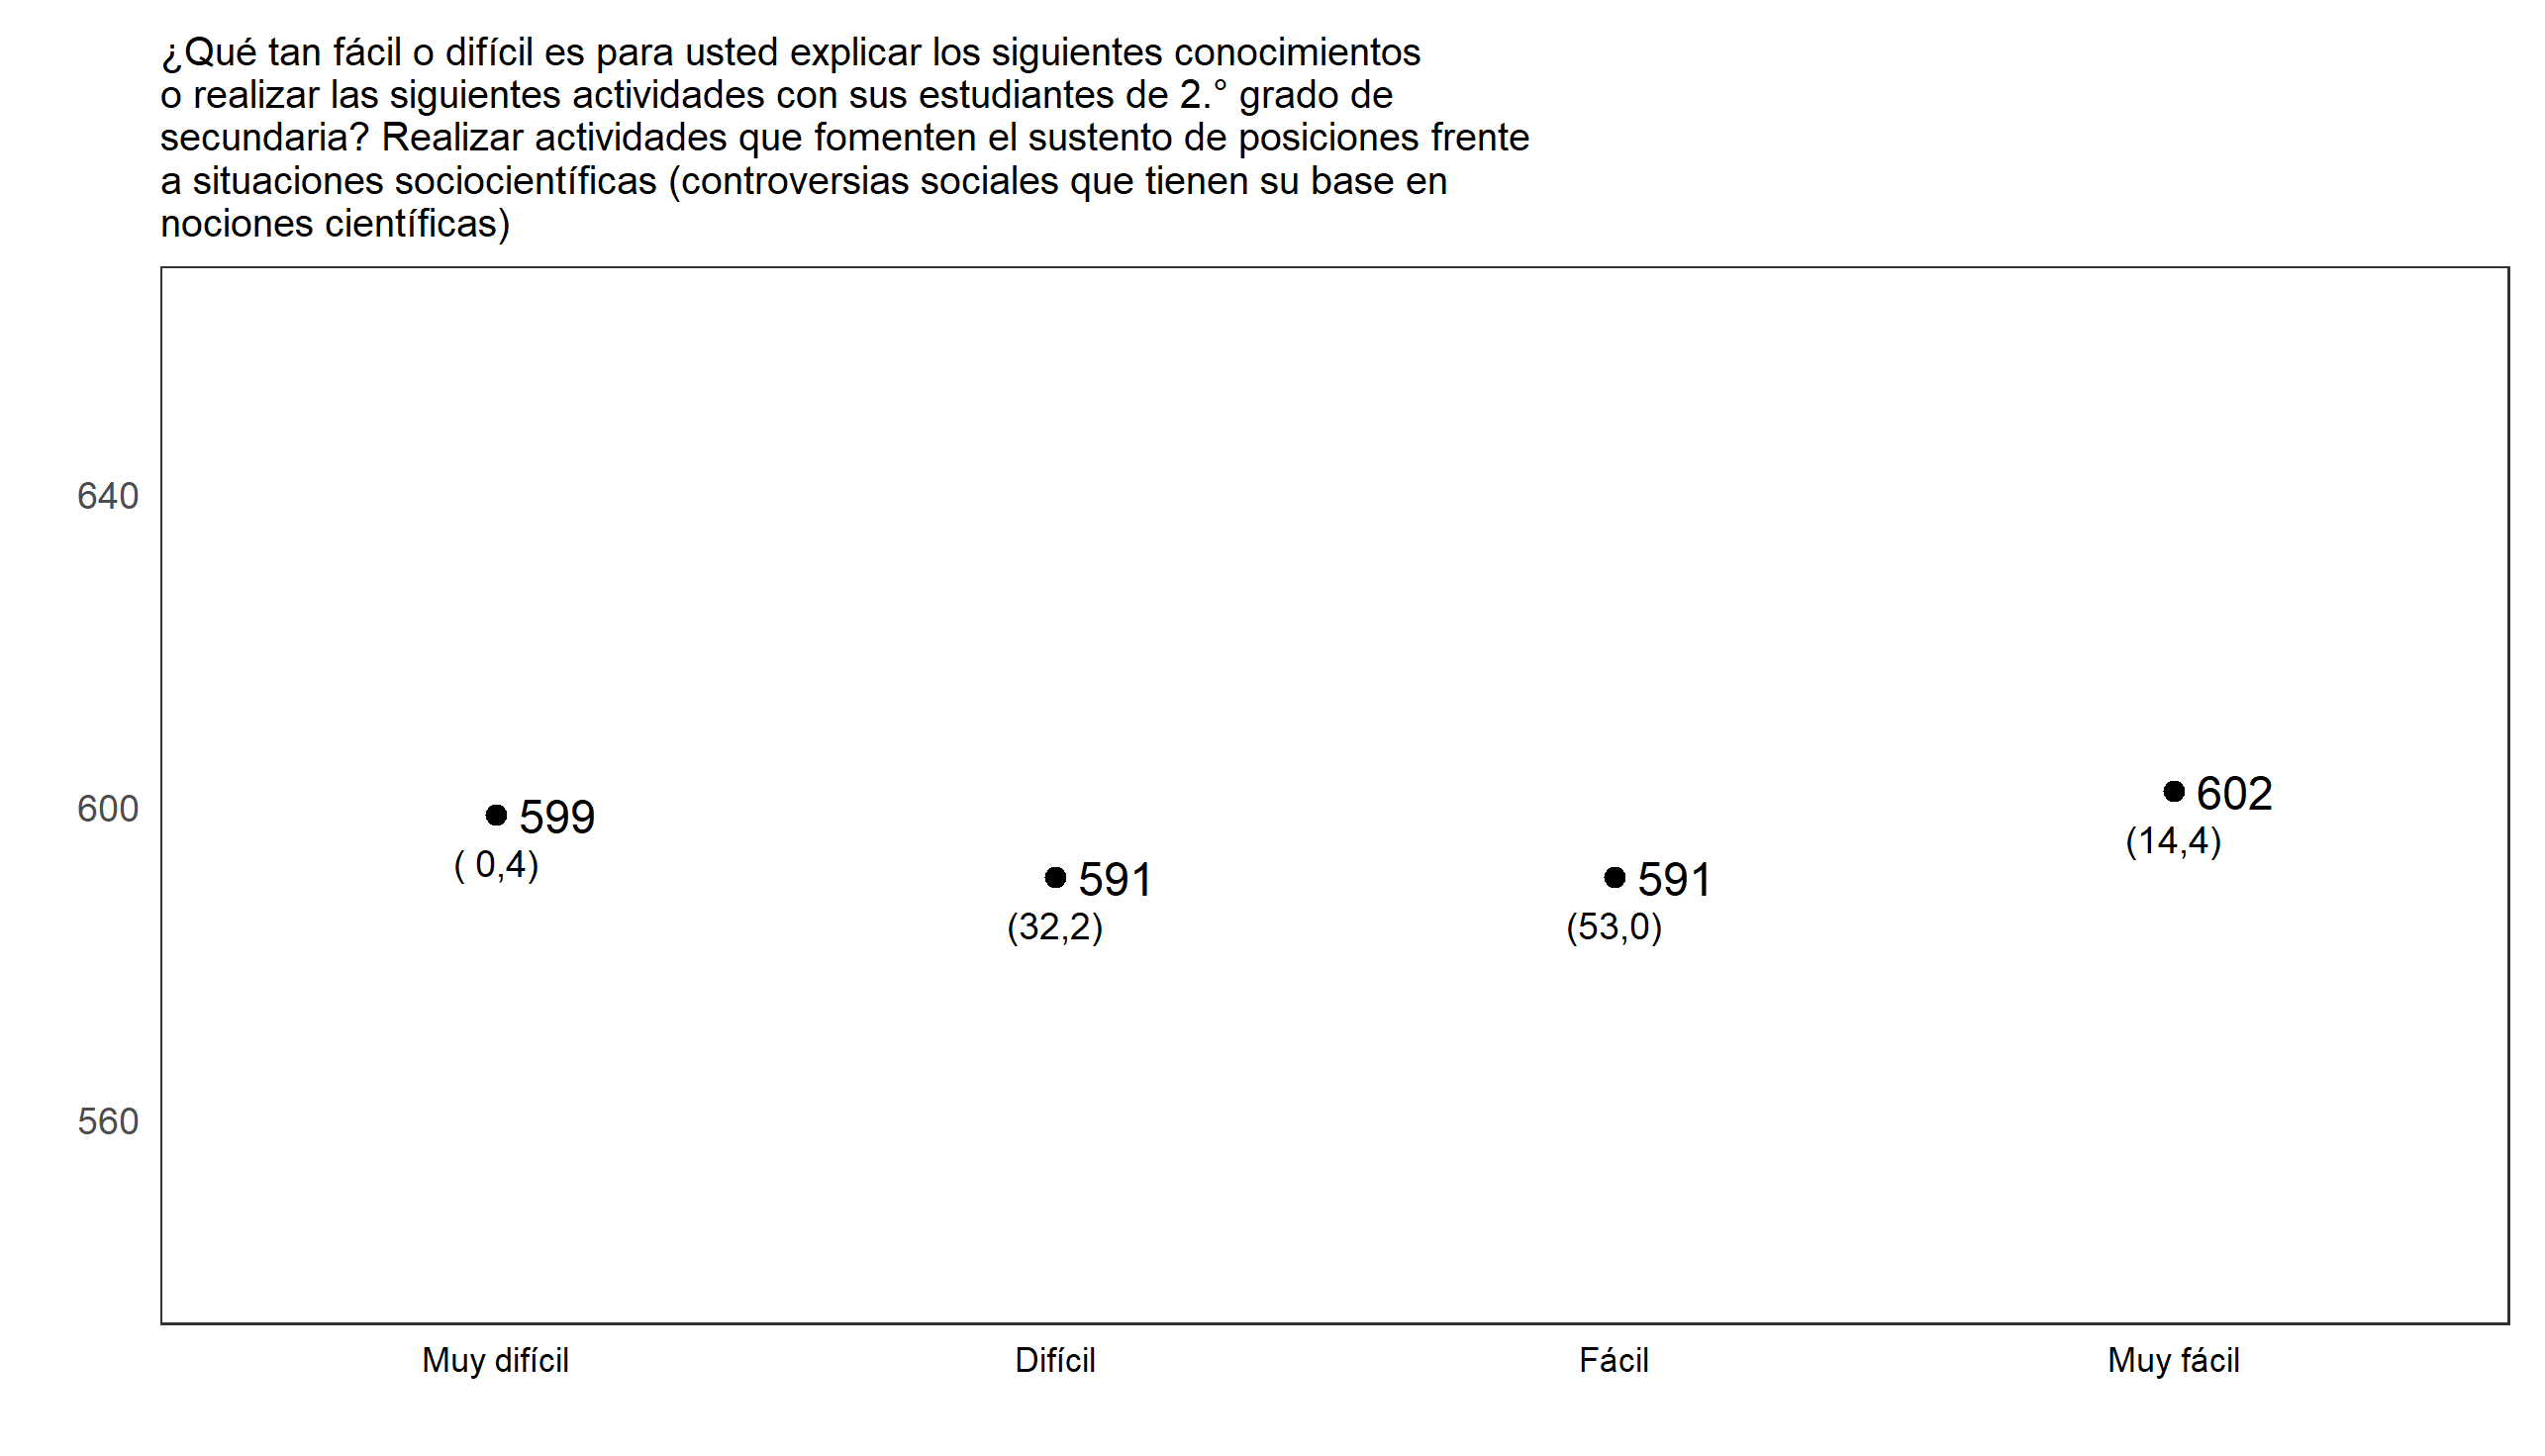 ¿Qué tan fácil o difícil es para usted explicar los siguientes conocimientos
o realizar las siguientes actividades con sus estudiantes de 2.° grado de
secundaria? Realizar actividades que fomenten el sustento de posiciones frente
a situaciones sociocientíficas (controversias sociales que tienen su base en
nociones científicas)
640
600
560
599
( 0,4)
591
(32,2)
591
(53,0)
602
(14,4)
Muy difícil
Difícil
Fácil
Muy fácil